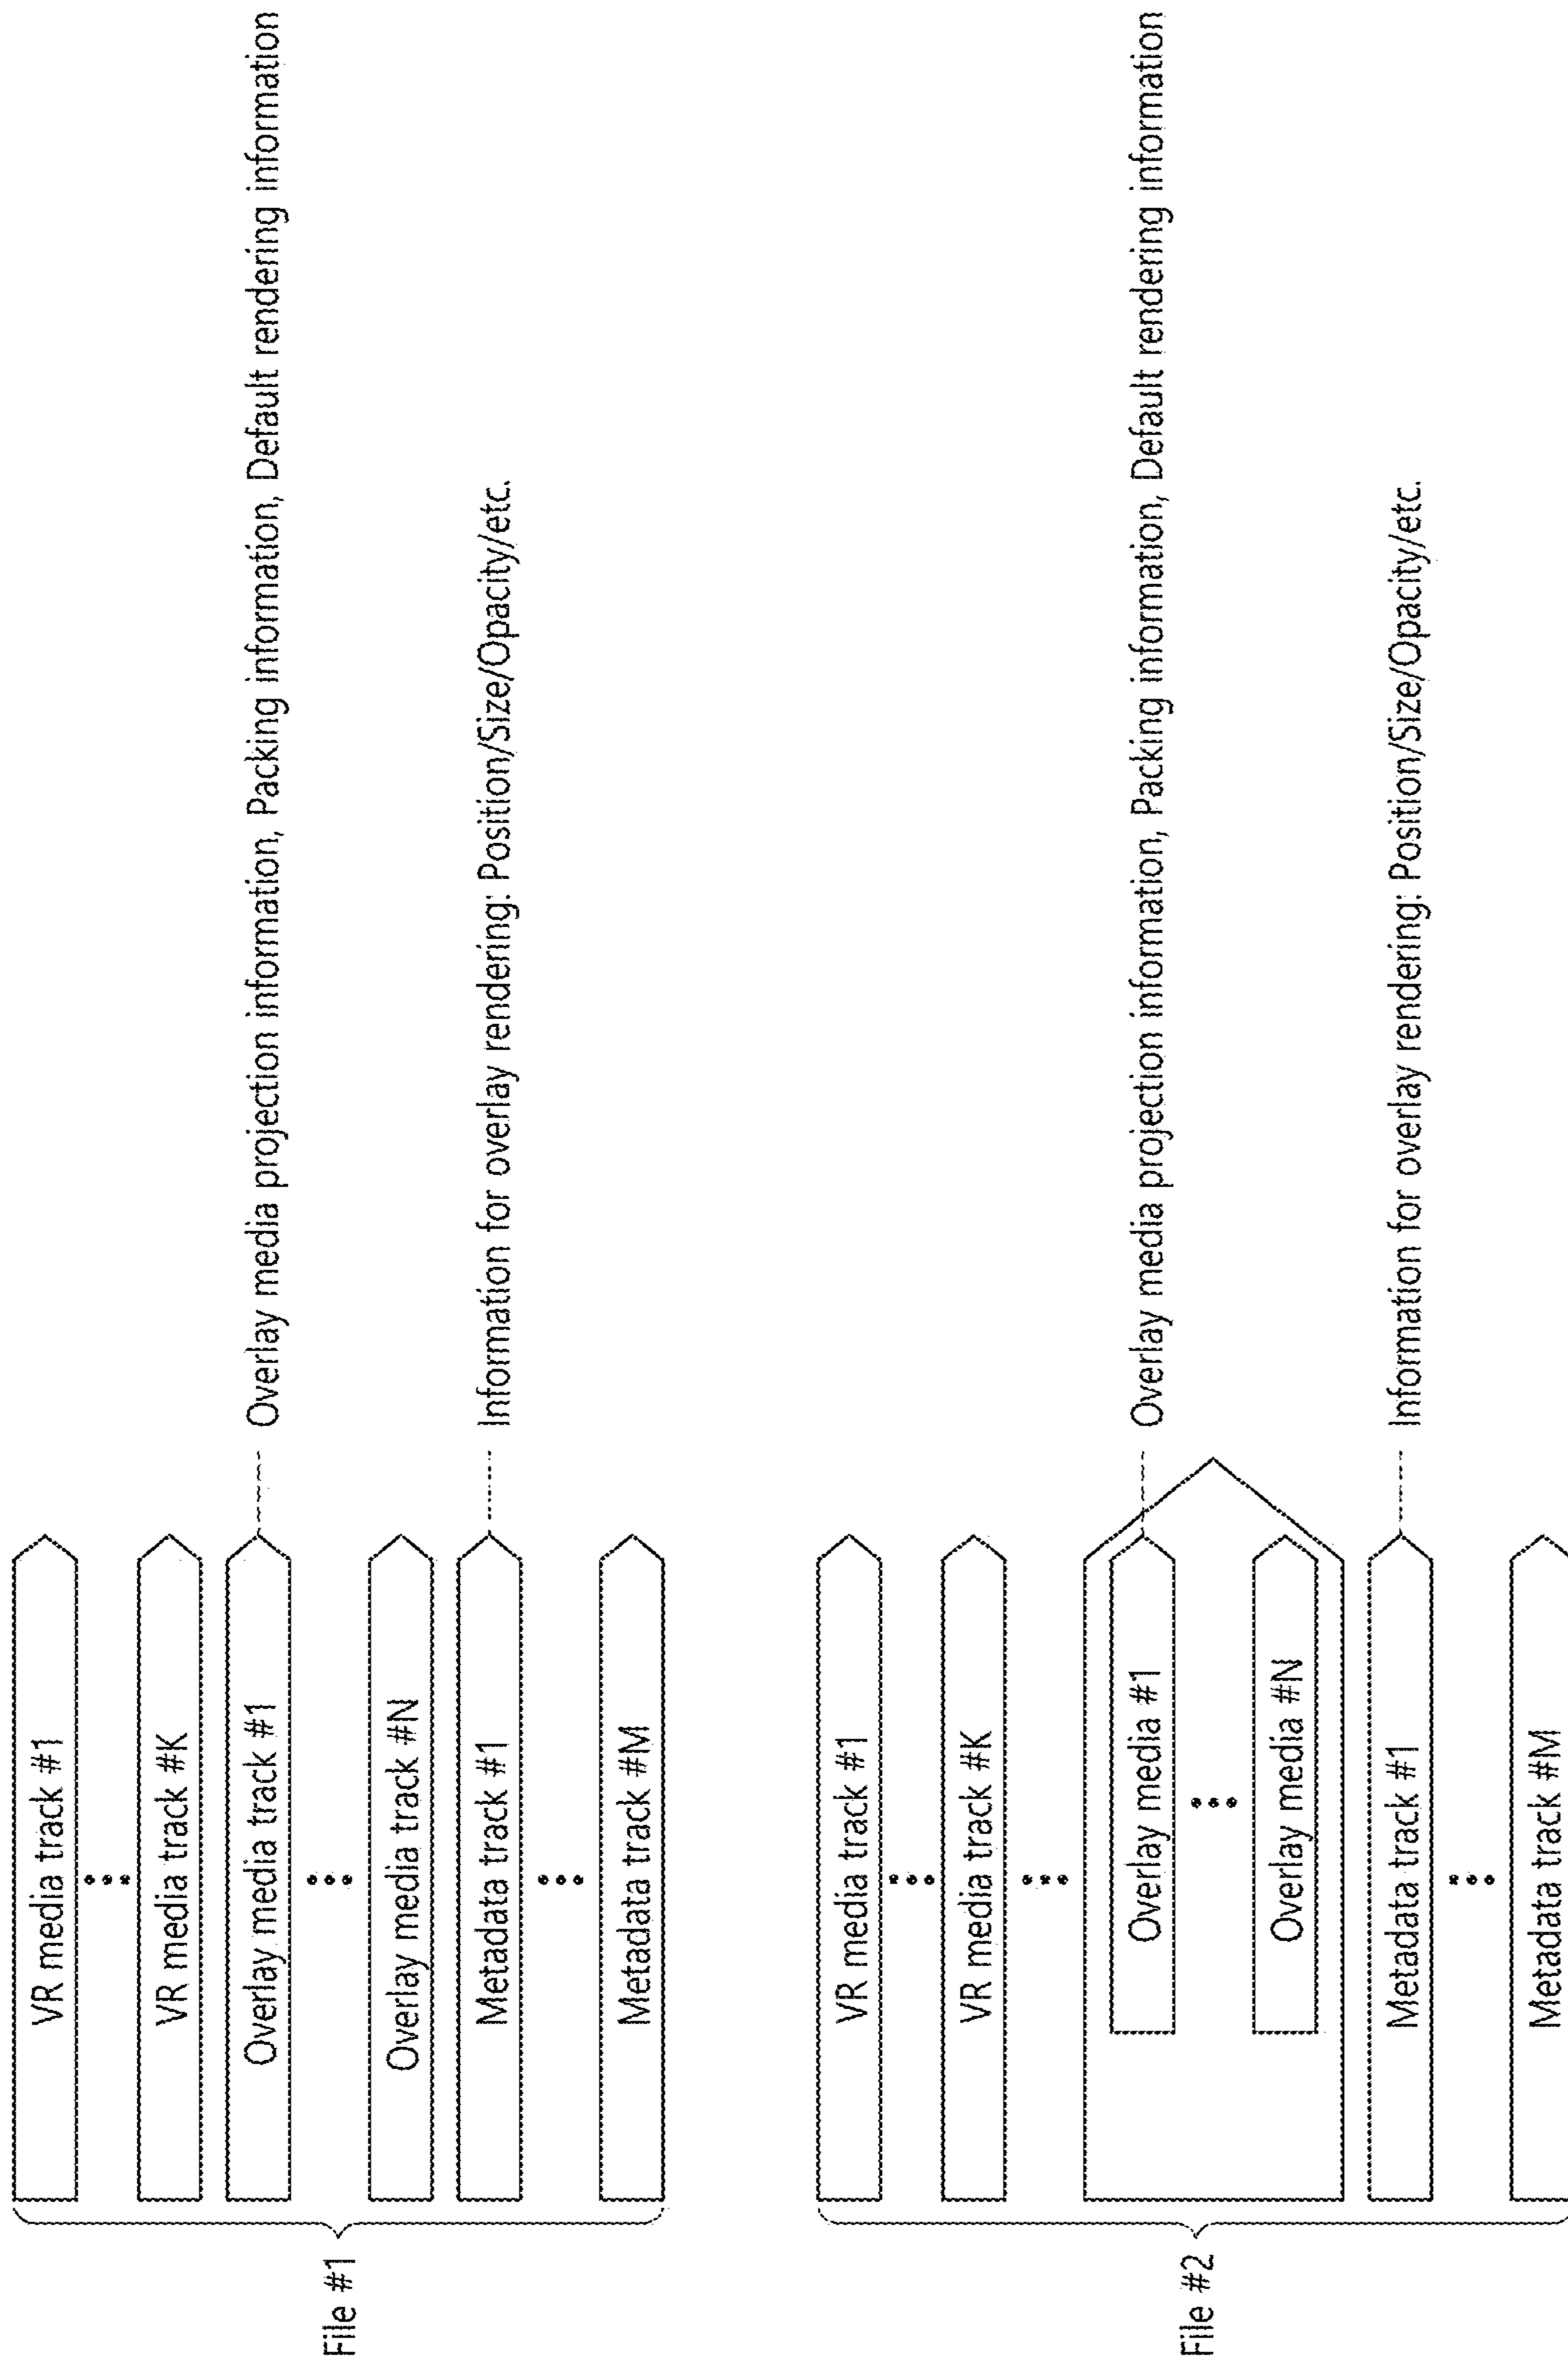 File #1
VR media track #1
VR media track #K
Overlay media track #1
Overlay media projection information, Packing information, Default rendering information
Overlay media track #N
Metadata track #1
Information for overlay rendering: Position/Size/Opacity/etc.
Metadata track #M
File #2
VR media track #1
VR media track #K
Overlay media #1
Overlay media projection information, Packing information, Default rendering information
Overlay media #N
Metadata track #1
Information for overlay rendering: Position/Size/Opacity/etc.
Metadata track #M